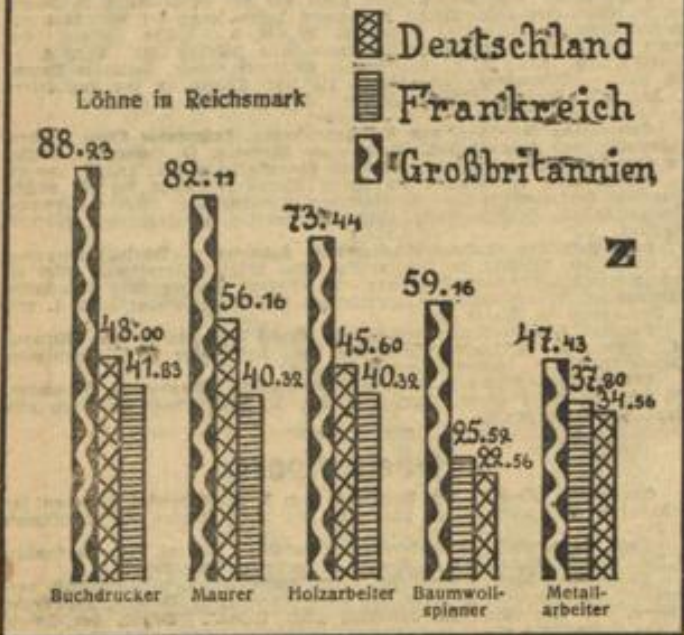 Deutschland
Löhne in Reichsmark
Frankreich
Großbritannien
88.23
82.11
73.44
Z
59.16
56.16
48.00
45.60
47.43
41.83
40.32
40.32
37.80
34.56
25.52
22.56
Buchdrucker
Maurer
Holzarbeiter
Baumwoll-
spinner
Metall-
arbeiter